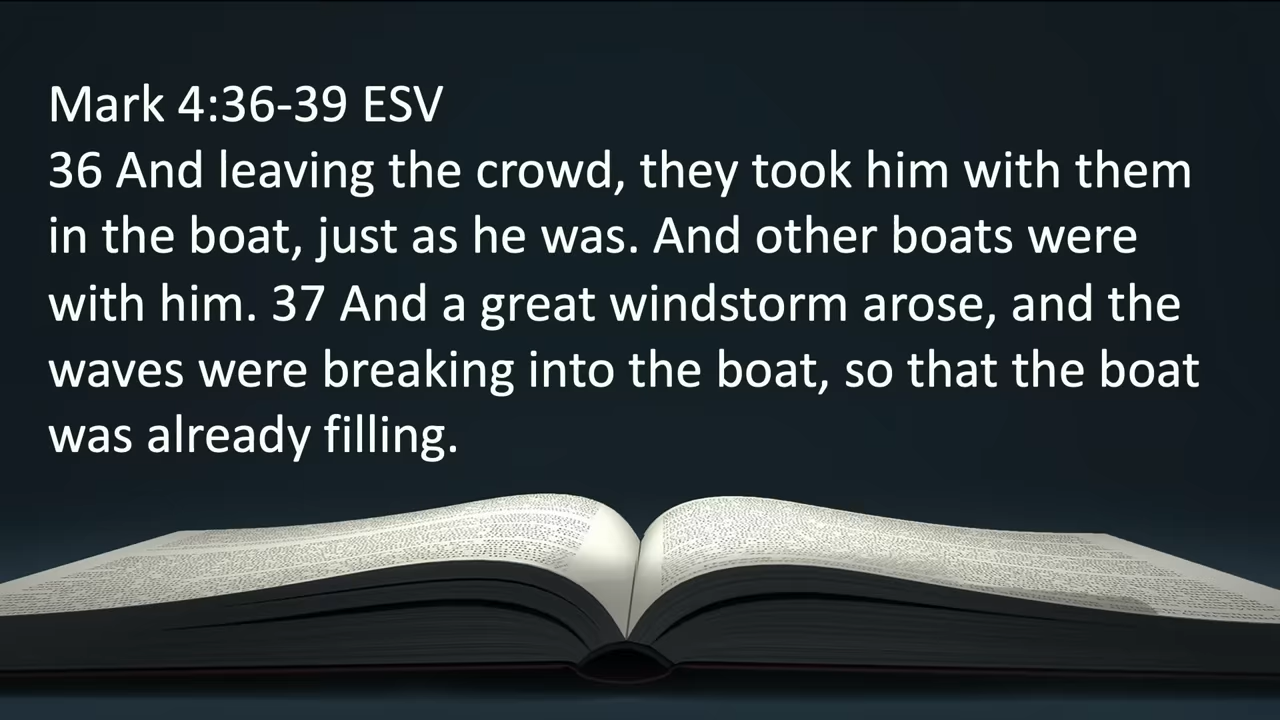 Mark 4:36-39 ESV
36 And leaving the crowd, they took him with them
in the boat, just as he was. And other boats were
with him. 37 And a great windstorm arose, and the
waves were breaking into the boat, so that the boat
was already filling.